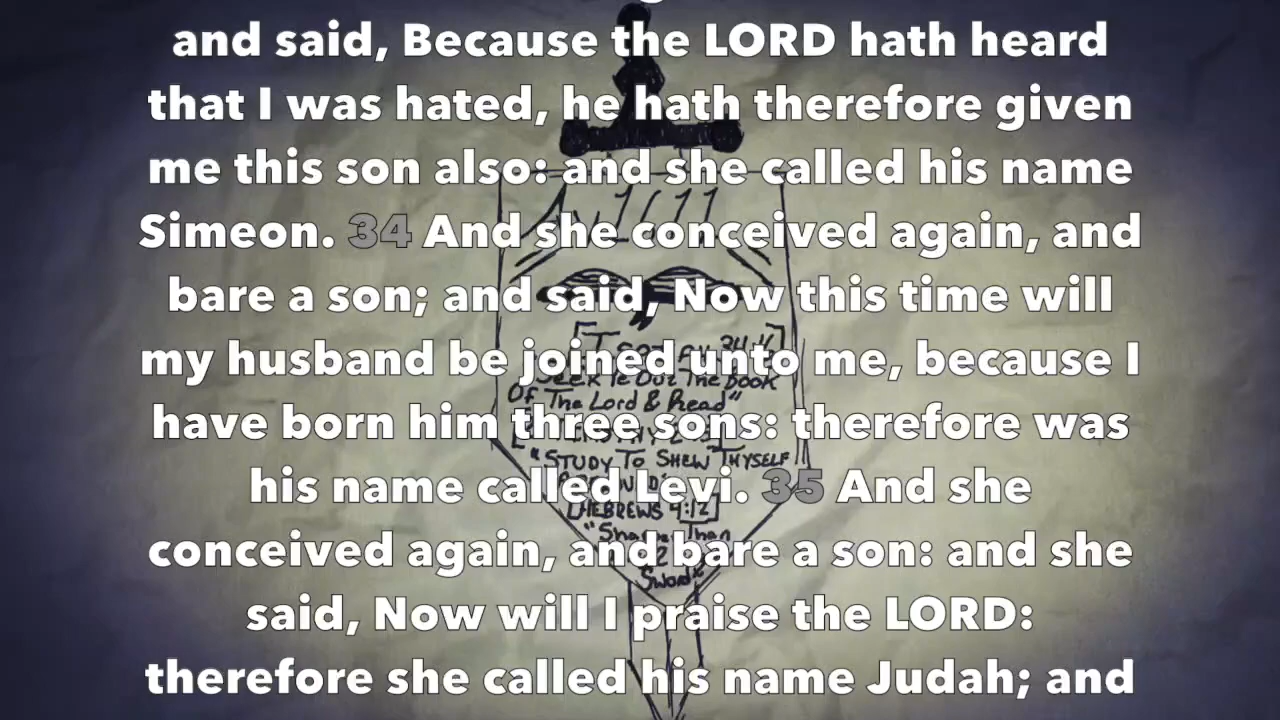 and said, Because the LORD hath heard
that I was hated, he hath therefore given
me this son also: and she called his name
Simeon. 34 And she conceived again, and
bare a son; and said, Now this time will
my husband be joined unto me, because I
have born him three sons: therefore was
his name called Levi. 35 And she
conceived again, and bare a son: and she
said, Now will I praise the LORD:
therefore she called his name Judah; and
1611
Seek Ye Out The Book
Of The Lord & Read"
"STUDY TO SHEW THYSELF
[HEBREWS 4:12]
Than
2
Sword"